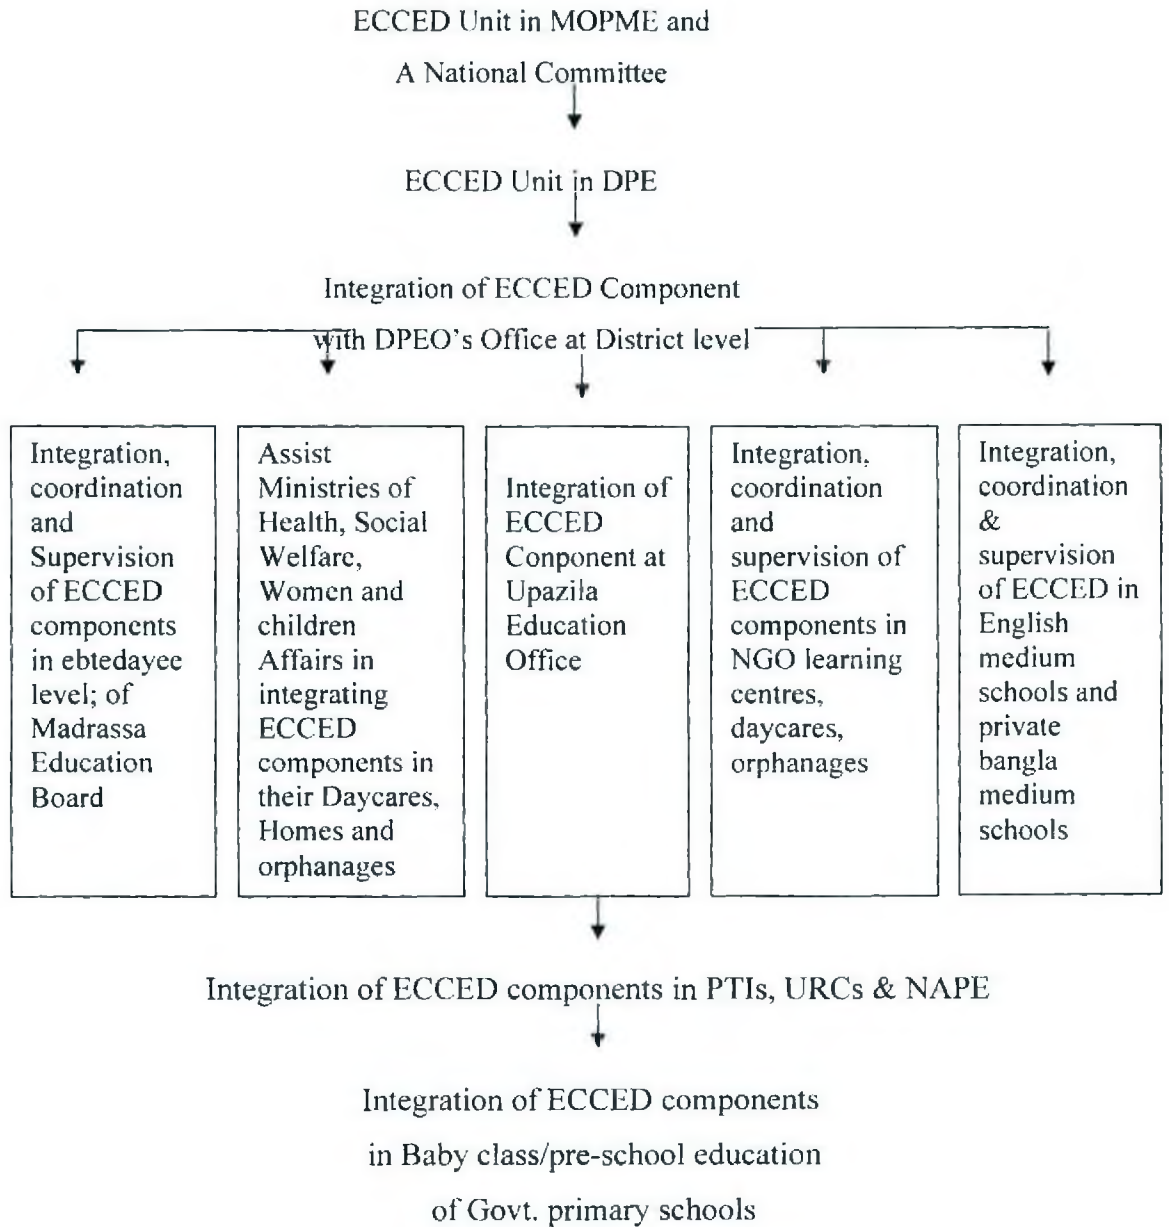 ECCED Unit in MOPME and
A National Committee
ECCED Unit in DPE
Integration of ECCED Component
with DPEO's Office at District level
Integration,
coordination
and
Supervision
of ECCED
components
in ebtedayee
level; of
Madrassa
Education
Board
Assist
Ministries of
Health, Social
Welfare,
Women and
children
Affairs in
integrating
ECCED
components in
their Daycares,
Homes and
orphanages
Integration of
ECCED
Conponent at
Upazila
Education
Office
Integration,
coordination
and
supervision of
ECCED
components in
NGO learning
centres,
daycares,
orphanages
Integration,
coordination
&
supervision
of ECCED in
English
medium
schools and
private
bangla
medium
schools
Integration of ECCED components in PTIs, URCs & NAPE
Integration of ECCED components
in Baby class/pre-school education
of Govt. primary schools